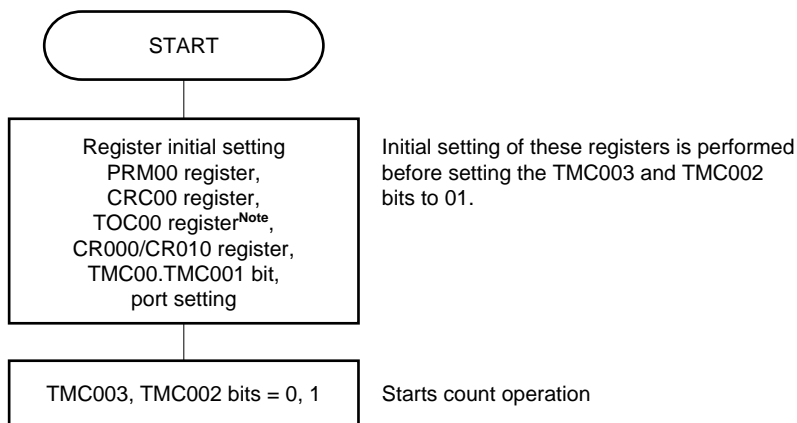 START
Register initial setting
PRM00 register,
CRC00 register,
TOC00 registerNote,
CR000/CR010 register,
TMC00.TMC001 bit,
port setting
Initial setting of these registers is performed
before setting the TMC003 and TMC002
bits to 01.
TMC003, TMC002 bits = 0, 1
Starts count operation